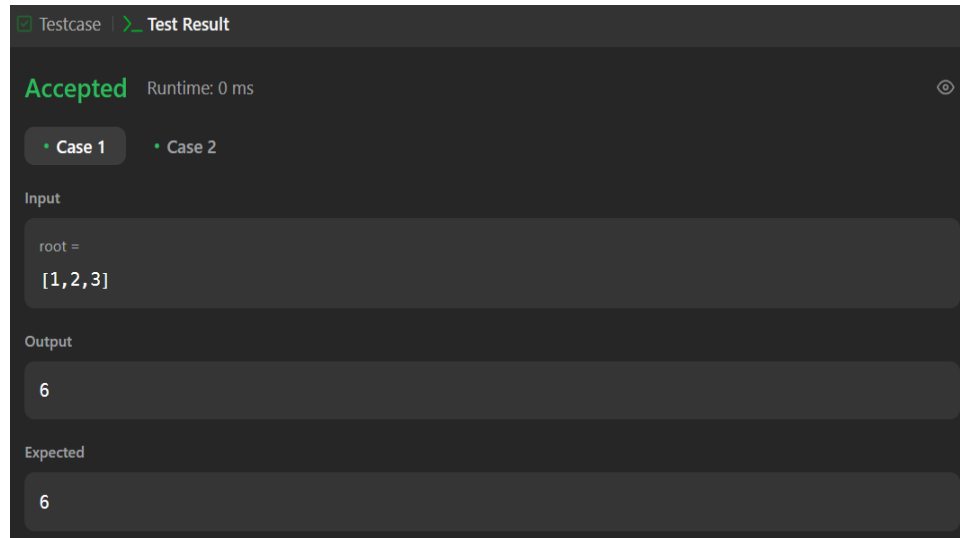 Testcase | >_ Test Result
Accepted Runtime: 0 ms
• Case 1 • Case 2
Input
root =
[1,2,3]
Output
6
Expected
6